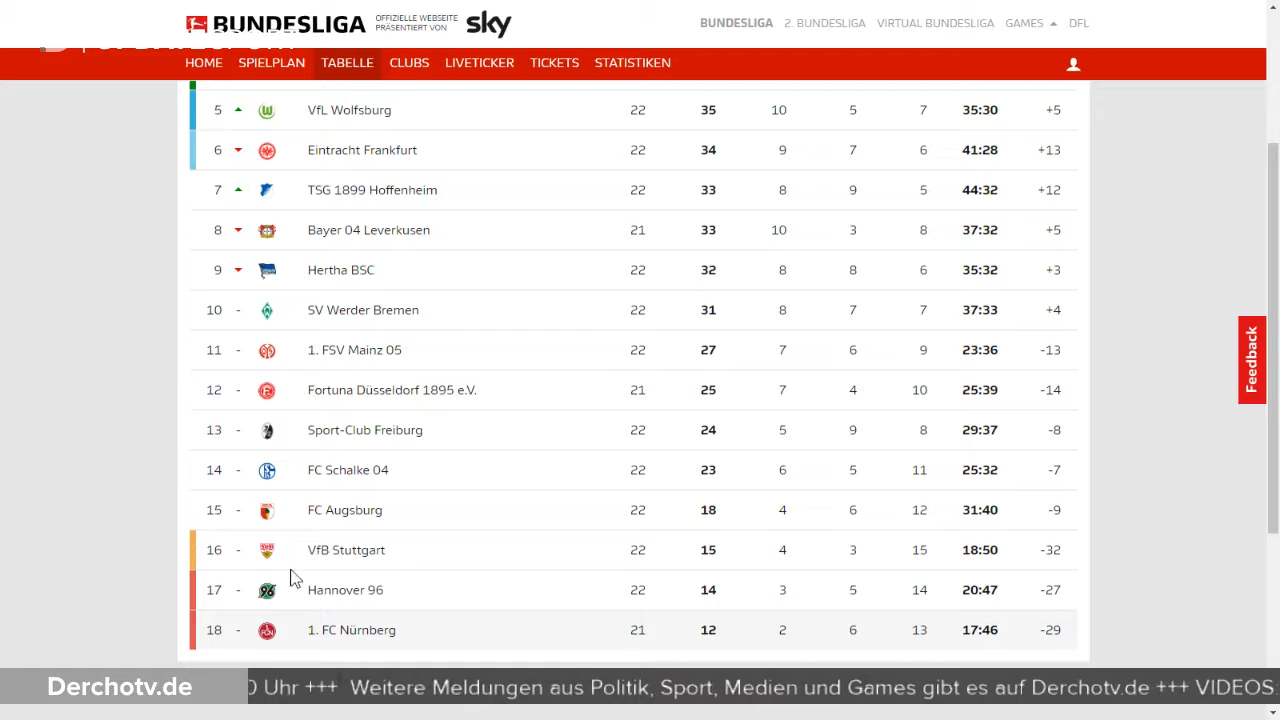 BUNDESLIGA OFFIZIELLE WEBSEITE PRÄSENTIERT VON sky BUNDESLIGA 2. BUNDESLIGA VIRTUAL BUNDESLIGA GAMES DFL
HOME SPIELPLAN TABELLE CLUBS LIVETICKER TICKETS STATISTIKEN
5 VfL Wolfsburg 22 35 10 5 7 35:30 +5
6 Eintracht Frankfurt 22 34 9 7 6 41:28 +13
7 TSG 1899 Hoffenheim 22 33 8 9 5 44:32 +12
8 Bayer 04 Leverkusen 21 33 10 3 8 37:32 +5
9 Hertha BSC 22 32 8 8 6 35:32 +3
10 - SV Werder Bremen 22 31 8 7 7 37:33 +4
11 - 1. FSV Mainz 05 22 27 7 6 9 23:36 -13
12 - Fortuna Düsseldorf 1895 e.V. 21 25 7 4 10 25:39 -14
13 - Sport-Club Freiburg 22 24 5 9 8 29:37 -8
14 - FC Schalke 04 22 23 6 5 11 25:32 -7
15 - FC Augsburg 22 18 4 6 12 31:40 -9
16 - VfB Stuttgart 22 15 4 3 15 18:50 -32
17 - 96 Hannover 96 22 14 3 5 14 20:47 -27
18 - FCN 1. FC Nürnberg 21 12 2 6 13 17:46 -29
Feedback
Derchotv.de 0 Uhr +++ Weitere Meldungen aus Politik, Sport, Medien und Games gibt es auf Derchotv.de +++ VIDEOS: